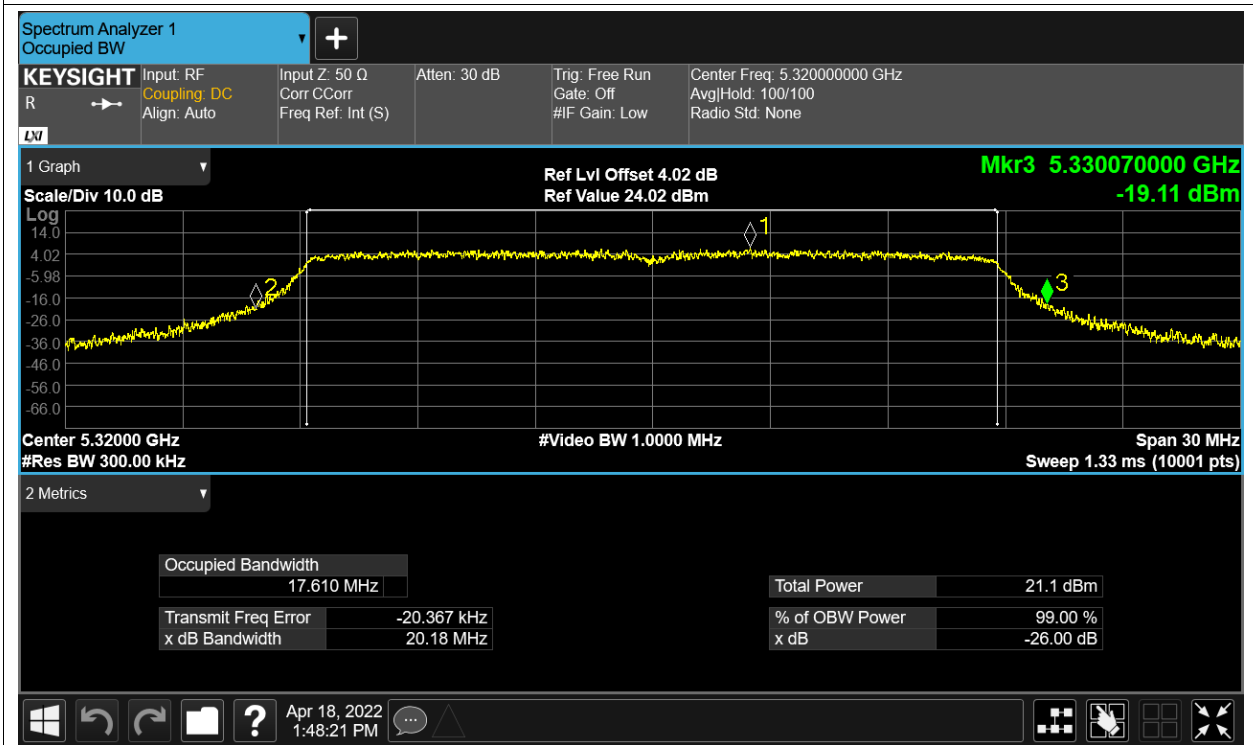 Spectrum Analyzer 1
Occupied BW
KEYSIGHT
R
LXI
Input: RF
Coupling: DC
Align: Auto
Input Z: 50 Ω
Corr CCorr
Freq Ref: Int (S)
Atten: 30 dB
Trig: Free Run
Gate: Off
#IF Gain: Low
Center Freq: 5.320000000 GHz
Avg|Hold: 100/100
Radio Std: None
1 Graph
Scale/Div 10.0 dB
Ref Lvl Offset 4.02 dB
Ref Value 24.02 dBm
Mkr3 5.330070000 GHz
-19.11 dBm
Log
14.0
4.02
-5.98
-16.0
-26.0
-36.0
-46.0
-56.0
-66.0
1
2
3
Center 5.32000 GHz
#Res BW 300.00 kHz
#Video BW 1.0000 MHz
Span 30 MHz
Sweep 1.33 ms (10001 pts)
2 Metrics
Occupied Bandwidth
17.610 MHz
Transmit Freq Error -20.367 kHz
x dB Bandwidth 20.18 MHz
Total Power 21.1 dBm
% of OBW Power 99.00 %
x dB -26.00 dB
?
Apr 18, 2022
1:48:21 PM